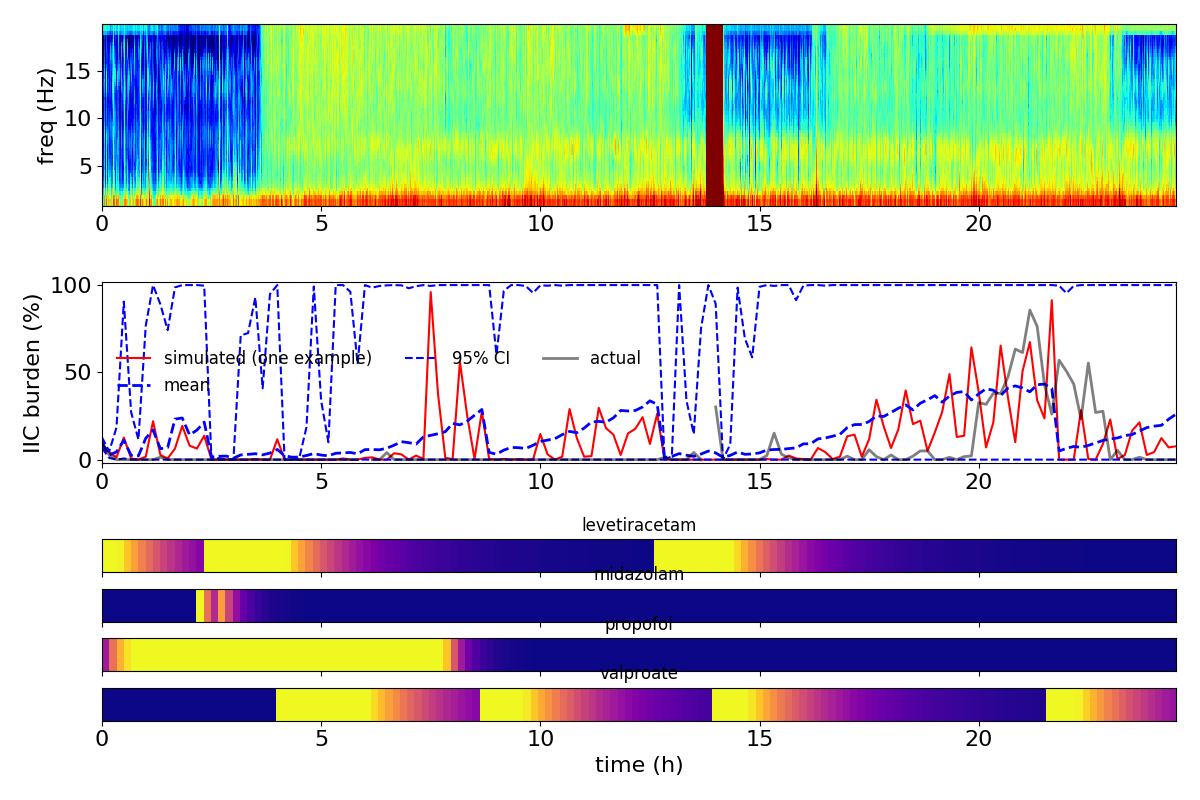 freq (Hz)
15
10
5
0 5 10 15 20
IIC burden (%)
100
50
0
simulated (one example) 95% CI actual
mean
0 5 10 15 20
levetiracetam
midazolam
propofol
valproate
0 5 10 15 20
time (h)